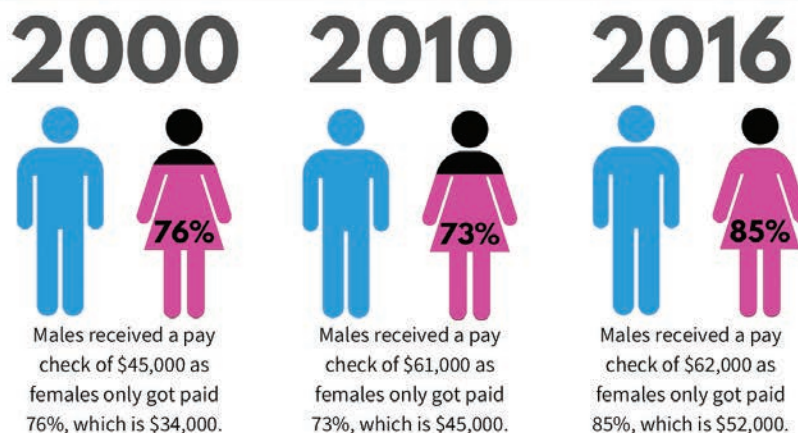 2000
76%
Males received a pay
check of $45,000 as
females only got paid
76%, which is $34,000.
2010
73%
Males received a pay
check of $61,000 as
females only got paid
73%, which is $45,000.
2016
85%
Males received a pay
check of $62,000 as
females only got paid
85%, which is $52,000.